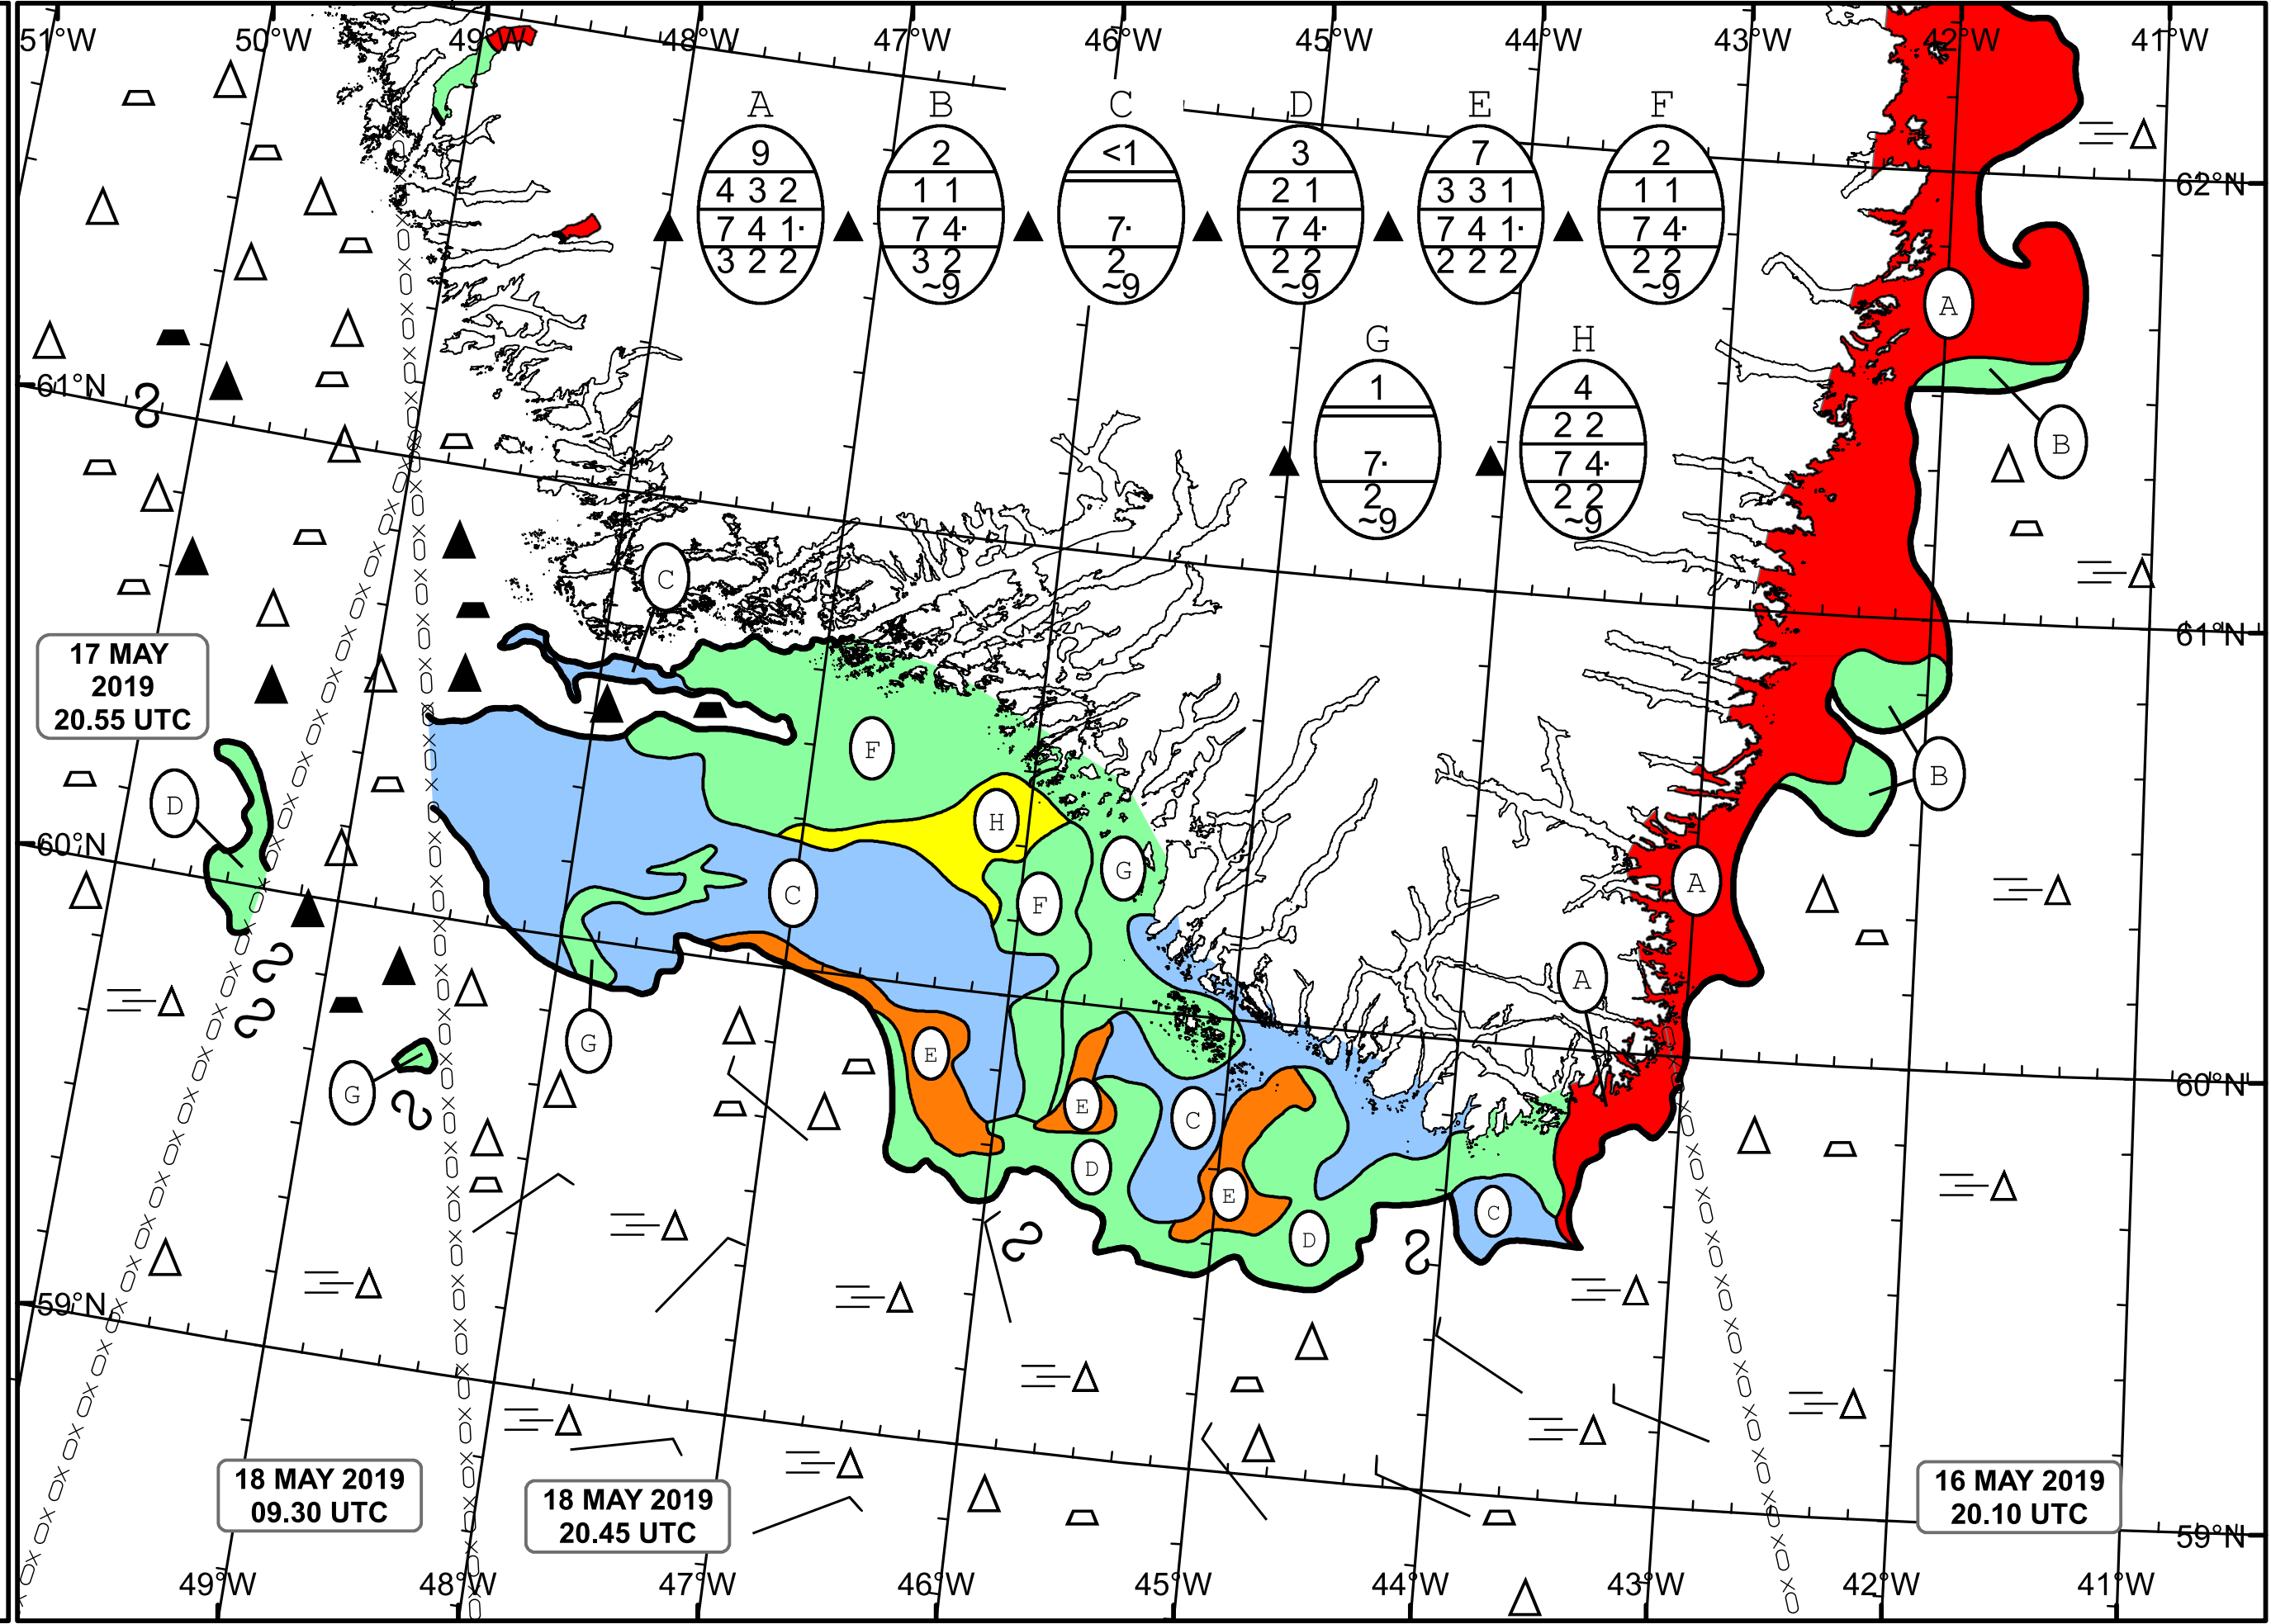 51°W 50°W 49°W 48°W 47°W 46°W 45°W 44°W 43°W 42°W 41°W
A B C D E F
9 2 <1 3 7 2
4 3 2 1 1 2 1 3 3 1 1 1
7 4 1· 7 4· 7· 7 4· 7 4 1· 7 4·
3 2 2 3 2 2 2 2 2 2 2 2 2
~9 ~9 ~9 ~9
62°N
A
G H
1 4
2 2
7· 7 4·
2 2 2
~9 ~9
61°N
B
C
61°N
17 MAY
2019
20.55 UTC
F
B
D
H
60°N
G
A
C
F
A
E
G
60°N
G
E
C
D
E
C
D
59°N
18 MAY 2019
09.30 UTC
18 MAY 2019
20.45 UTC
16 MAY 2019
20.10 UTC
59°N
49°W 48°W 47°W 46°W 45°W 44°W 43°W 42°W 41°W